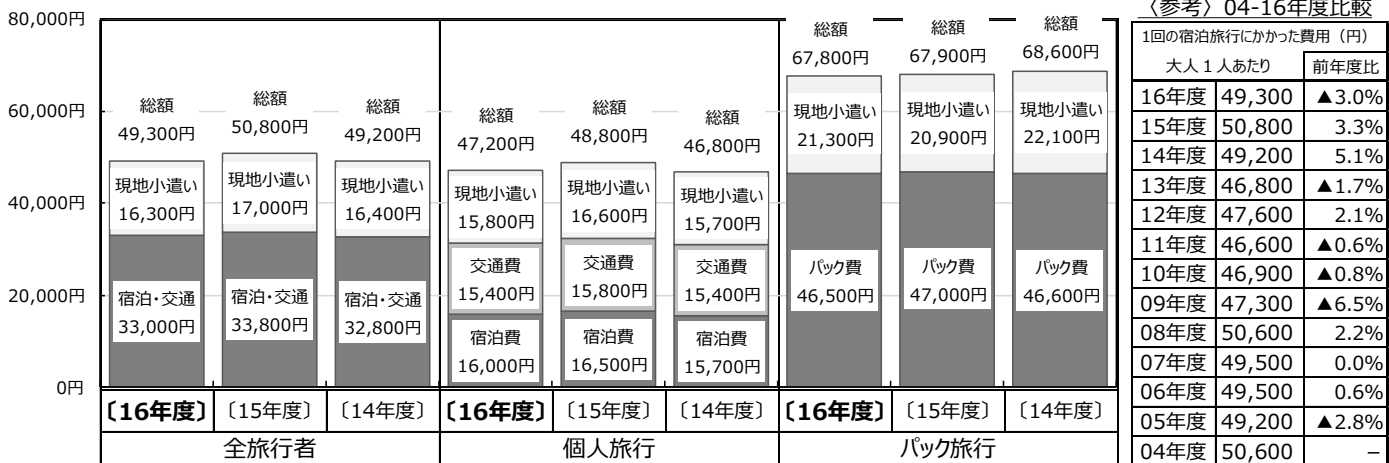 80,000円
60,000円
40,000円
20,000円
0円
総額
49,300円
現地小遣い
16,300円
宿泊・交通
33,000円
総額
50,800円
現地小遣い
17,000円
宿泊・交通
33,800円
総額
49,200円
現地小遣い
16,400円
宿泊・交通
32,800円
総額
47,200円
現地小遣い
15,800円
交通費
15,400円
宿泊費
16,000円
総額
48,800円
現地小遣い
16,600円
交通費
15,800円
宿泊費
16,500円
総額
46,800円
現地小遣い
15,700円
交通費
15,400円
宿泊費
15,700円
総額
67,800円
現地小遣い
21,300円
パック費
46,500円
総額
67,900円
現地小遣い
20,900円
パック費
47,000円
総額
68,600円
現地小遣い
22,100円
パック費
46,600円
〔16年度〕 〔15年度〕 〔14年度〕 〔16年度〕 〔15年度〕 〔14年度〕 〔16年度〕 〔15年度〕 〔14年度〕
全旅行者 個人旅行 パック旅行
〈参考〉04-16年度比較
1回の宿泊旅行にかかった費用（円）
大人１人あたり 前年度比
16年度 49,300 ▲3.0%
15年度 50,800 3.3%
14年度 49,200 5.1%
13年度 46,800 ▲1.7%
12年度 47,600 2.1%
11年度 46,600 ▲0.6%
10年度 46,900 ▲0.8%
09年度 47,300 ▲6.5%
08年度 50,600 2.2%
07年度 49,500 0.0%
06年度 49,500 0.6%
05年度 49,200 ▲2.8%
04年度 50,600 －